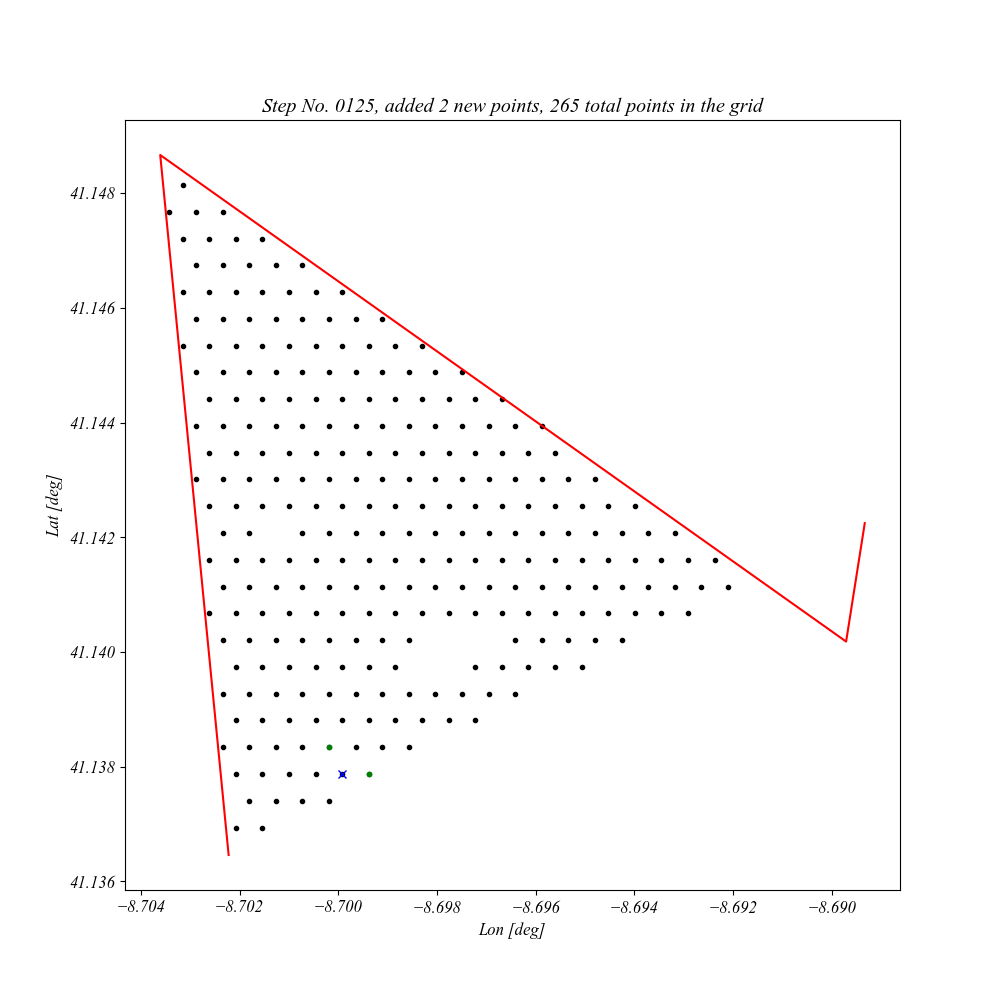 Step No. 0125, added 2 new points, 265 total points in the grid
41.148
41.146
41.144
41.142
41.140
41.138
41.136
Lat [deg]
−8.704 −8.702 −8.700 −8.698 −8.696 −8.694 −8.692 −8.690
Lon [deg]